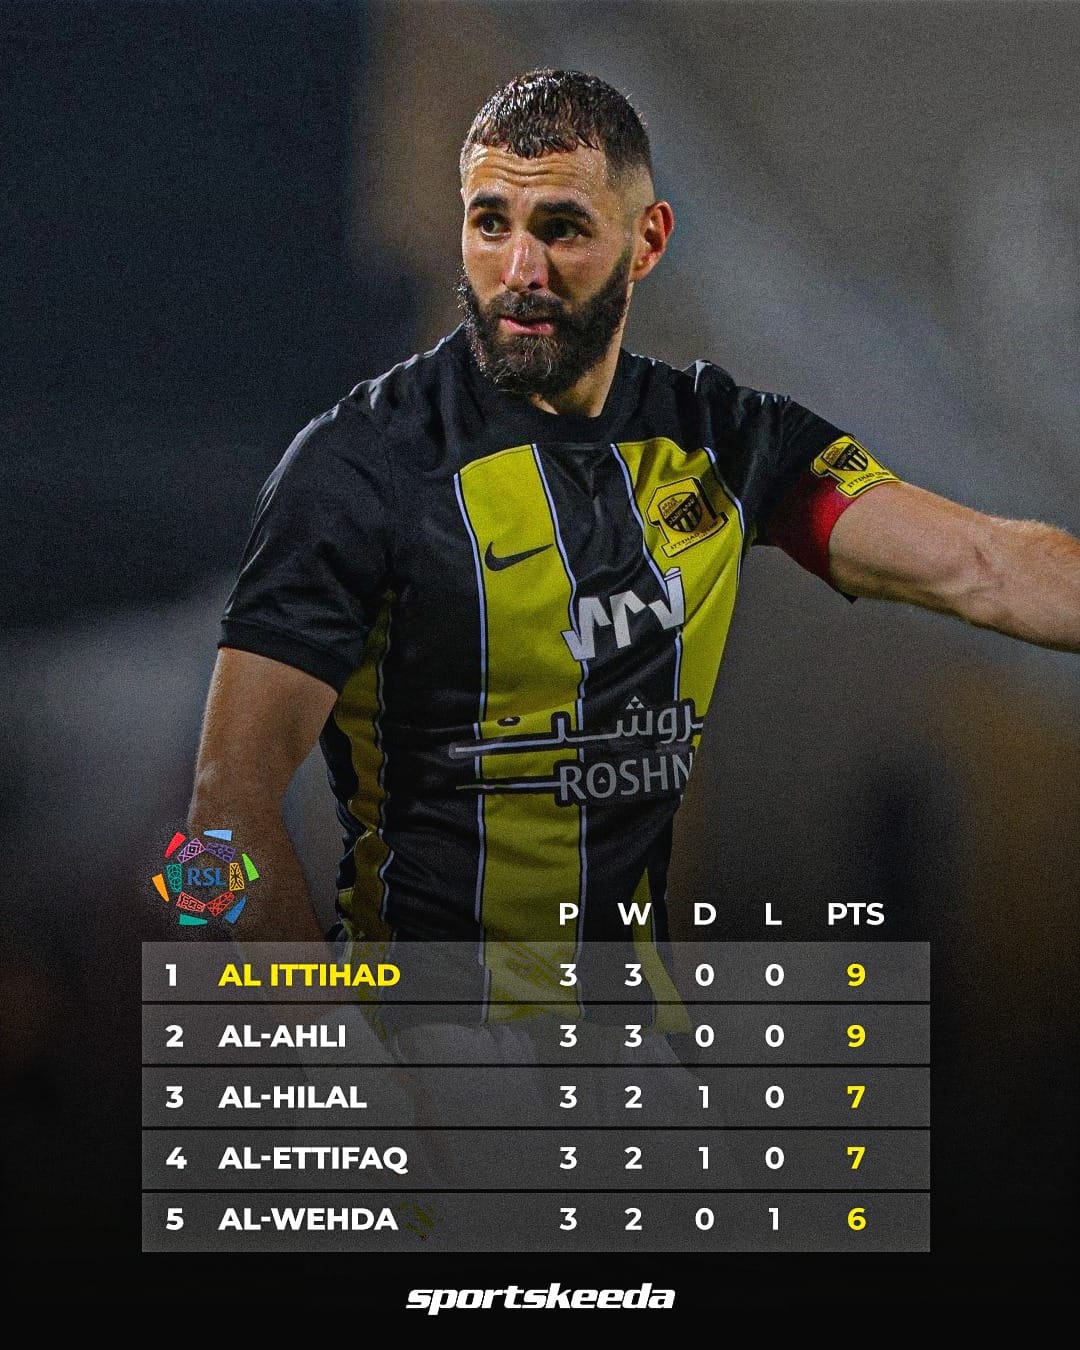 ITTIHAD CLUB
روشن
ROSHN
RSL
P W D L PTS
1 AL ITTIHAD 3 3 0 0 9
2 AL-AHLI 3 3 0 0 9
3 AL-HILAL 3 2 1 0 7
4 AL-ETTIFAQ 3 2 1 0 7
5 AL-WEHDA 3 2 0 1 6
sportskeeda